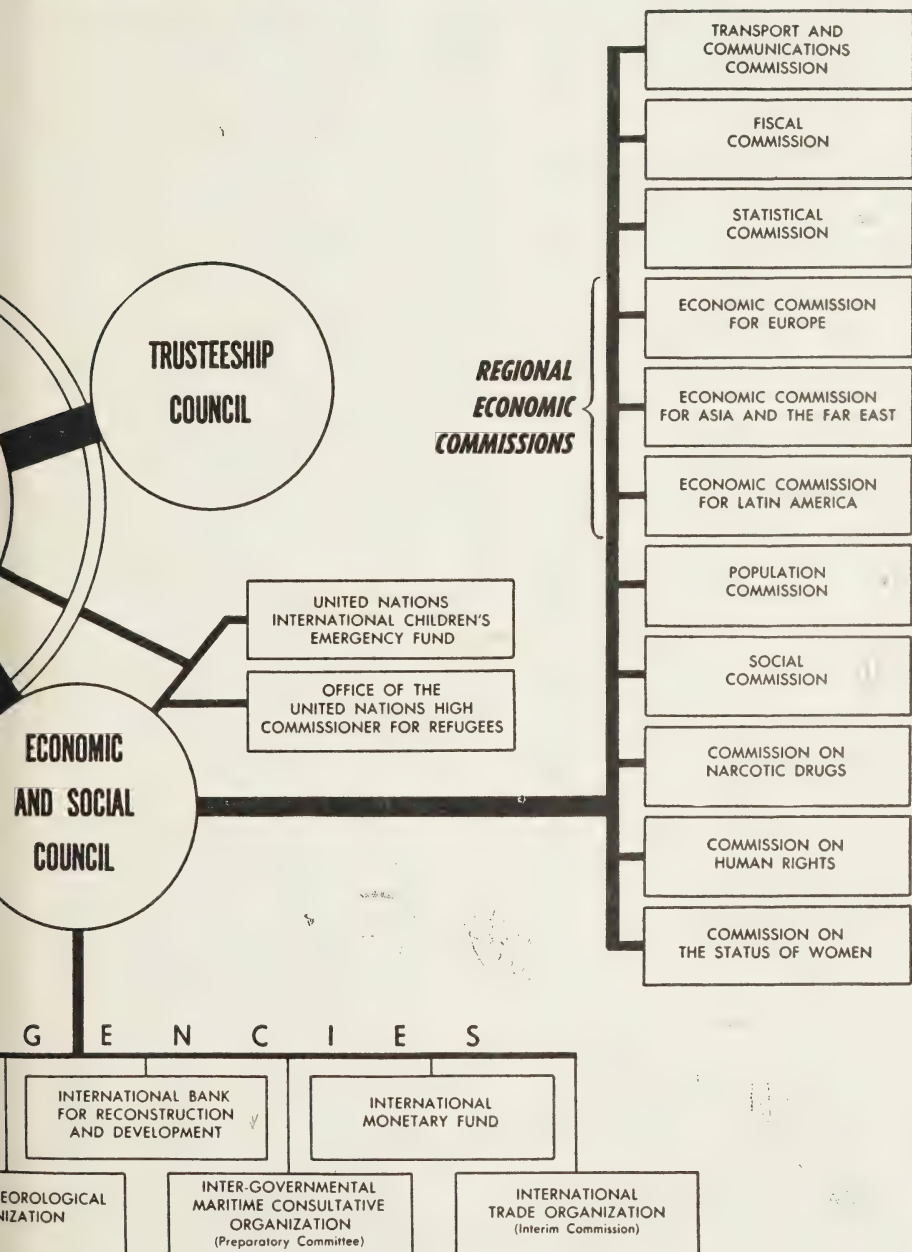 TRANSPORT AND
COMMUNICATIONS
COMMISSION
FISCAL
COMMISSION
STATISTICAL
COMMISSION
ECONOMIC COMMISSION
FOR EUROPE
ECONOMIC COMMISSION
FOR ASIA AND THE FAR EAST
ECONOMIC COMMISSION
FOR LATIN AMERICA
POPULATION
COMMISSION
SOCIAL
COMMISSION
COMMISSION ON
NARCOTIC DRUGS
COMMISSION ON
HUMAN RIGHTS
COMMISSION ON
THE STATUS OF WOMEN
REGIONAL
ECONOMIC
COMMISSIONS
TRUSTEESHIP
COUNCIL
UNITED NATIONS
INTERNATIONAL CHILDREN'S
EMERGENCY FUND
OFFICE OF THE
UNITED NATIONS HIGH
COMMISSIONER FOR REFUGEES
ECONOMIC
AND SOCIAL
COUNCIL
G E N C I E S
INTERNATIONAL BANK
FOR RECONSTRUCTION
AND DEVELOPMENT
INTERNATIONAL
MONETARY FUND
EOROLOGICAL
NIZATION
INTER-GOVERNMENTAL
MARITIME CONSULTATIVE
ORGANIZATION
(Preparatory Committee)
INTERNATIONAL
TRADE ORGANIZATION
(Interim Commission)